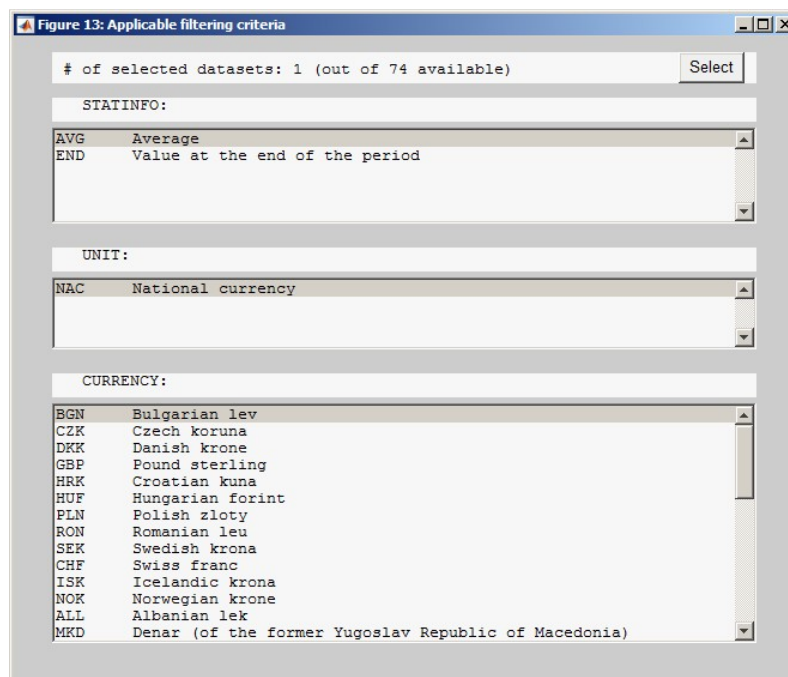 Figure 13: Applicable filtering criteria
# of selected datasets: 1 (out of 74 available) Select
STATINFO:
AVG Average
END Value at the end of the period
UNIT:
NAC National currency
CURRENCY:
BGN Bulgarian lev
CZK Czech koruna
DKK Danish krone
GBP Pound sterling
HRK Croatian kuna
HUF Hungarian forint
PLN Polish zloty
RON Romanian leu
SEK Swedish krona
CHF Swiss franc
ISK Icelandic krona
NOK Norwegian krone
ALL Albanian lek
MKD Denar (of the former Yugoslav Republic of Macedonia)